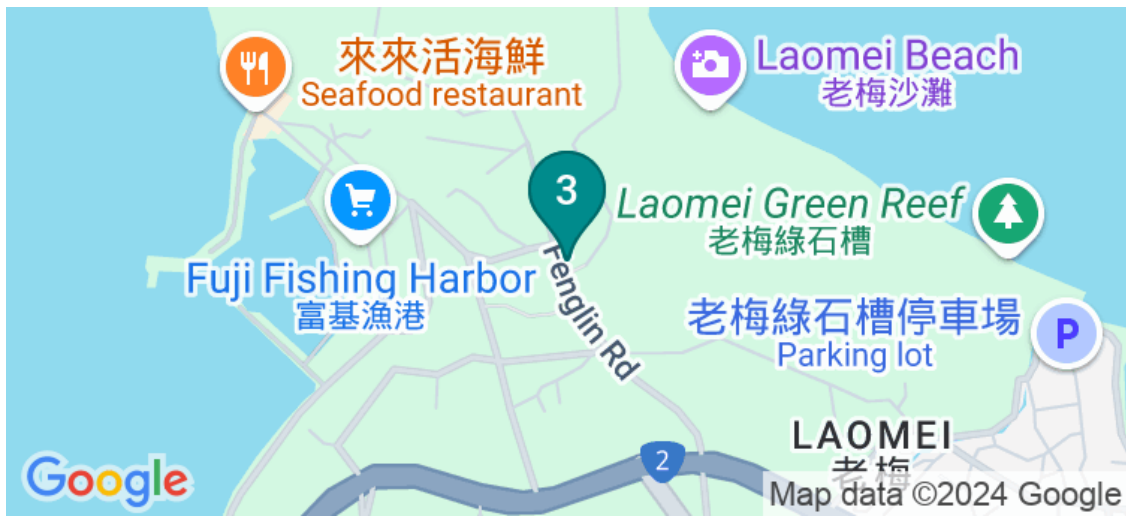 來來活海鮮
Seafood restaurant
Laomei Beach
老梅沙灘
3
Laomei Green Reef
老梅綠石槽
Fuji Fishing Harbor
富基漁港
Fenglin Rd
老梅綠石槽停車場
Parking lot
P
LAOMEI
老梅
2
Google
Map data ©2024 Google